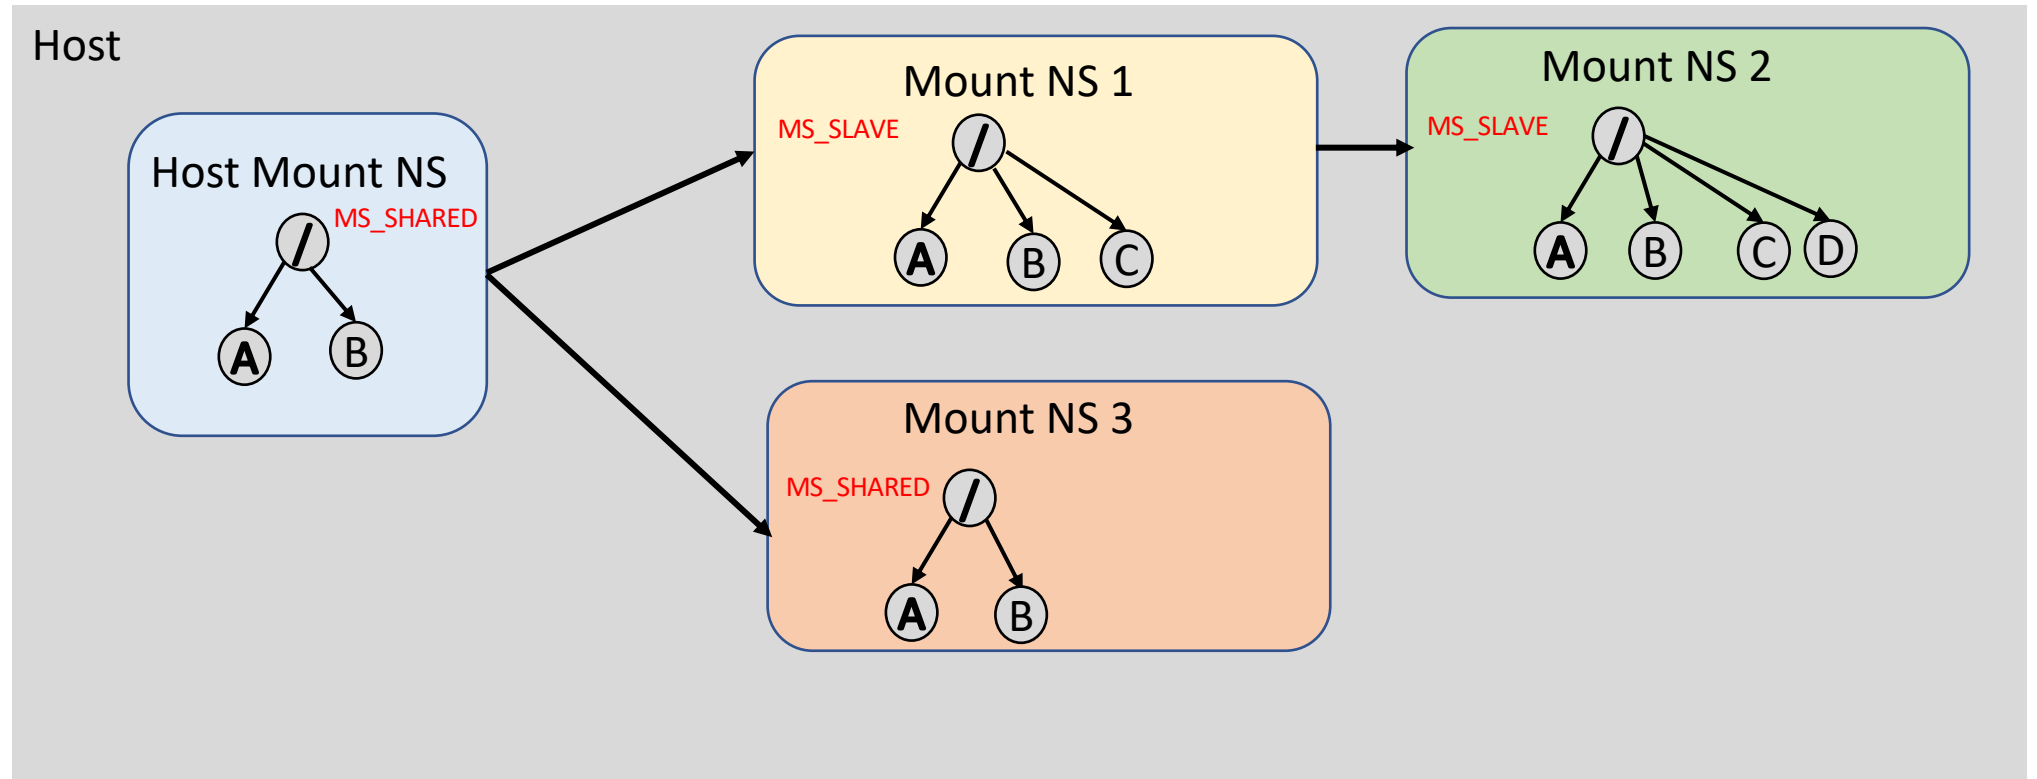 Host
Host Mount NS
MS_SHARED
/
A
B
Mount NS 1
MS_SLAVE
/
A
B
C
Mount NS 2
MS_SLAVE
/
A
B
C
D
Mount NS 3
MS_SHARED
/
A
B